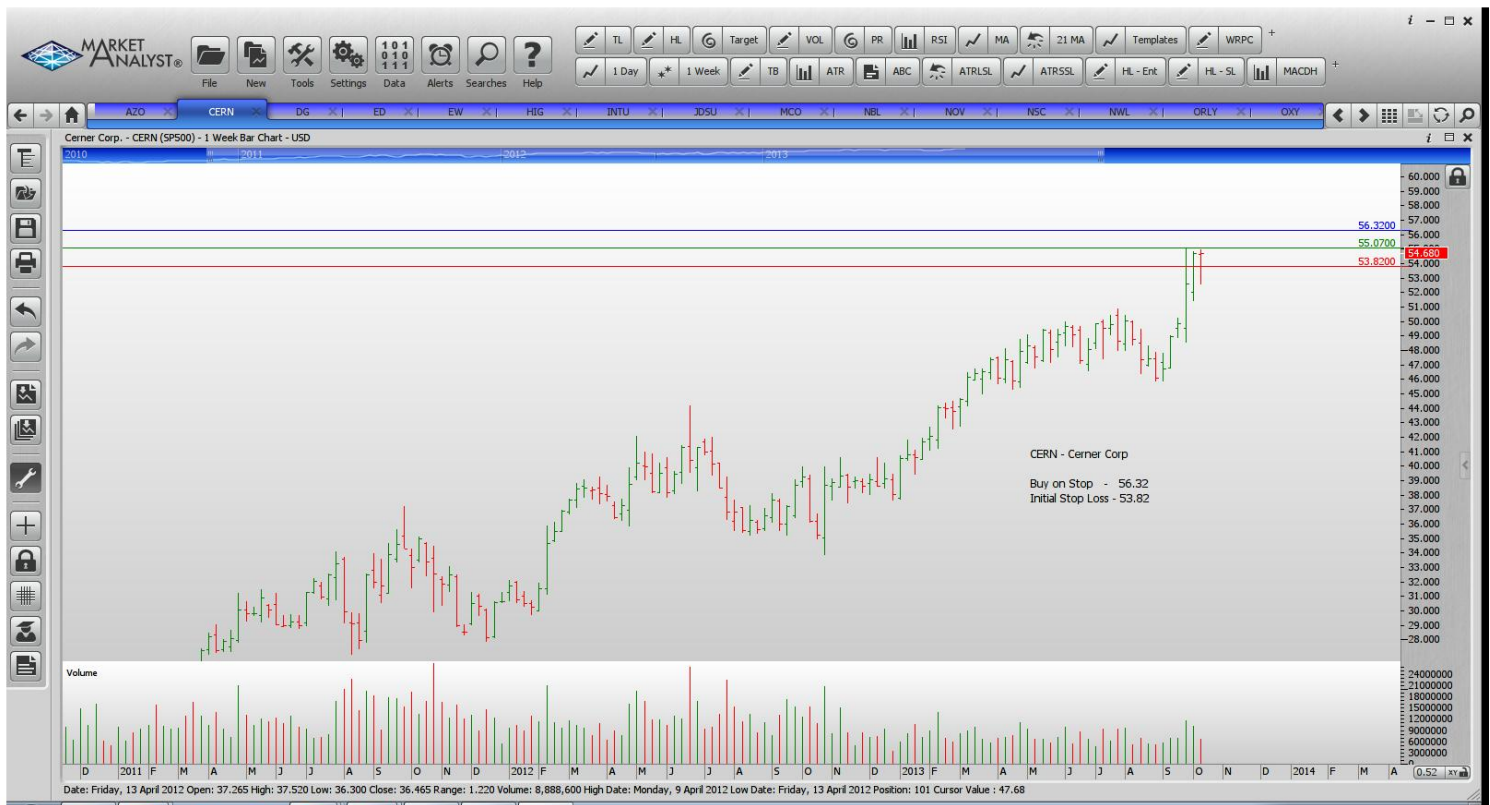 MARKET ANALYST®
File
New
Tools
Settings
Data
Alerts
Searches
Help
TL
HL
Target
VOL
PR
RSI
MA
21 MA
Templates
WRPC
1 Day
1 Week
TB
ATR
ABC
ATRLSL
ATRSSL
HL - Ent
HL - SL
MACDH
AZO
CERN
DG
ED
EW
HIG
INTU
JDSU
MCO
NBL
NOV
NSC
NWL
ORLY
OXY
Cerner Corp. - CERN (SP500) - 1 Week Bar Chart - USD
2010
2011
2012
2013
60.000
59.000
58.000
57.000
56.3200
56.000
55.0700
54.680
53.8200
54.000
53.000
52.000
51.000
50.000
49.000
48.000
47.000
46.000
45.000
44.000
43.000
42.000
41.000
40.000
39.000
38.000
37.000
36.000
35.000
34.000
33.000
32.000
31.000
30.000
29.000
28.000
CERN - Cerner Corp
Buy on Stop - 56.32
Initial Stop Loss - 53.82
Volume
24000000
21000000
18000000
15000000
12000000
9000000
6000000
3000000
D 2011 F M A M J J A S O N D 2012 F M A M J J A S O N D 2013 F M A M J J A S O N D 2014 F M A
0.52 XY
Date: Friday, 13 April 2012 Open: 37.265 High: 37.520 Low: 36.300 Close: 36.465 Range: 1.220 Volume: 8,888,600 High Date: Monday, 9 April 2012 Low Date: Friday, 13 April 2012 Position: 101 Cursor Value : 47.68